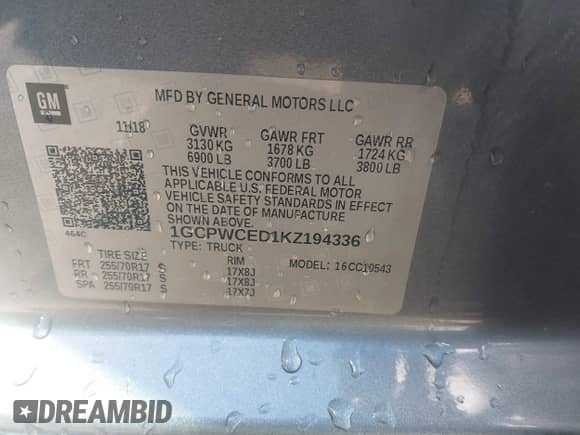 GM
MFD BY GENERAL MOTORS LLC
11/18
GVWR GAWR FRT GAWR RR
3130 KG 1678 KG 1724 KG
6900 LB 3700 LB 3800 LB
THIS VEHICLE CONFORMS TO ALL
APPLICABLE U.S. FEDERAL MOTOR
VEHICLE SAFETY STANDARDS IN EFFECT
ON THE DATE OF MANUFACTURE
SHOWN ABOVE.
464C
1GCPWCED1KZ194336
TYPE: TRUCK
TIRE SIZE RIM MODEL: 16CC10543
FRT 255/70R17 S 17X8J
RR 255/70R17 S 17X8J
SPA 255/70R17 S 17X7J
DREAMBID